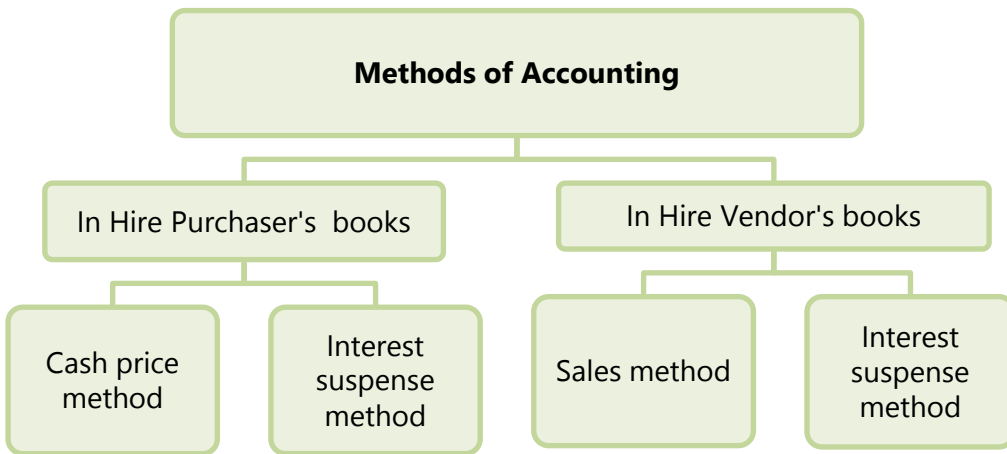 Methods of Accounting
In Hire Purchaser's books
In Hire Vendor's books
Cash price
method
Interest
suspense
method
Sales method
Interest
suspense
method